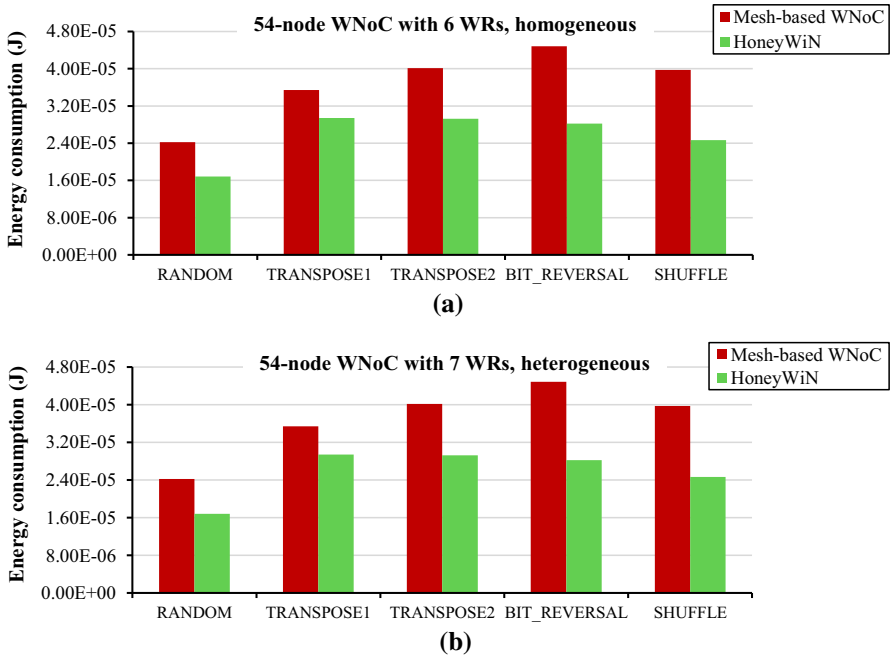 54-node WNoC with 6 WRs, homogeneous
Mesh-based WNoC
HoneyWiN
Energy consumption (J)
4.80E-05
4.00E-05
3.20E-05
2.40E-05
1.60E-05
8.00E-06
0.00E+00
RANDOM TRANSPOSE1 TRANSPOSE2 BIT_REVERSAL SHUFFLE
(a)
54-node WNoC with 7 WRs, heterogeneous
Mesh-based WNoC
HoneyWiN
Energy consumption (J)
4.80E-05
4.00E-05
3.20E-05
2.40E-05
1.60E-05
8.00E-06
0.00E+00
RANDOM TRANSPOSE1 TRANSPOSE2 BIT_REVERSAL SHUFFLE
(b)